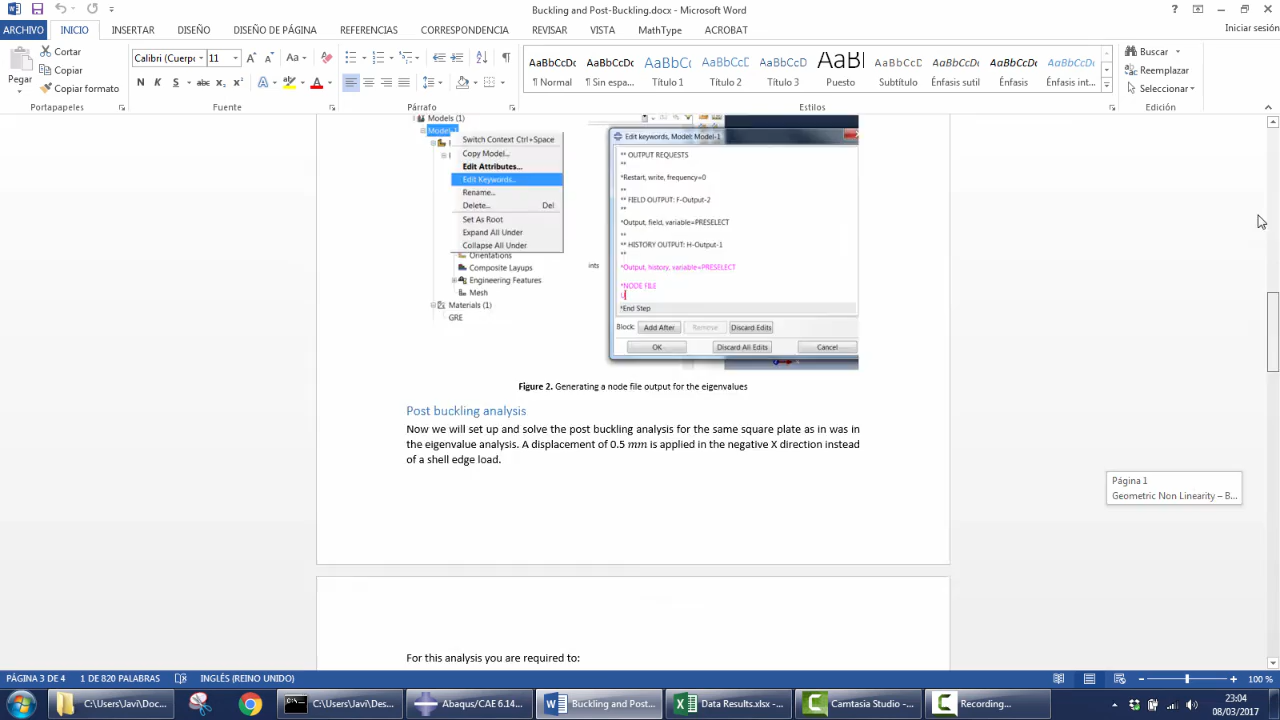 Buckling and Post-Buckling.docx - Microsoft Word
ARCHIVO INICIO INSERTAR DISEÑO DISEÑO DE PÁGINA REFERENCIAS CORRESPONDENCIA REVISAR VISTA MathType ACROBAT
Iniciar sesión
Pegar
Cortar
Copiar
Copiar formato
Portapapeles
Calibri (Cuerpo 11
N K S abc x₂ x²
Fuente
Párrafo
AaBbCcDc AaBbCcDc AaBbC AaBbCcD AaBbCcD AaBl AaBbCcD AaBbCcDc AaBbCcDc
¶ Normal ¶ Sin espa... Título 1 Título 2 Título 3 Puesto Subtítulo Énfasis sutil Énfasis
Estilos
Buscar
Reemplazar
Seleccionar
Edición
Models (1)
Model-1
Switch Context Ctrl+Space
Copy Model...
Edit Attributes...
Edit Keywords...
Rename...
Delete... Del
Set As Root
Expand All Under
Collapse All Under
Orientations
Composite Layups
Engineering Features
Mesh
Materials (1)
GRE
ints
Edit keywords, Model: Model-1
** OUTPUT REQUESTS
**
*Restart, write, frequency=0
**
** FIELD OUTPUT: F-Output-2
**
*Output, field, variable=PRESELECT
**
** HISTORY OUTPUT: H-Output-1
**
*Output, history, variable=PRESELECT
*NODE FILE
U
*End Step
Block: Add After Remove Discard Edits
OK Discard All Edits Cancel
Figure 2. Generating a node file output for the eigenvalues
Post buckling analysis
Now we will set up and solve the post buckling analysis for the same square plate as in was in
the eigenvalue analysis. A displacement of 0.5 mm is applied in the negative X direction instead
of a shell edge load.
Página 1
Geometric Non Linearity – B...
For this analysis you are required to:
PÁGINA 3 DE 4 1 DE 820 PALABRAS INGLÉS (REINO UNIDO) 100 %
C:\Users\Javi\Doc... C:\Users\Javi\Des... Abaqus/CAE 6.14... Buckling and Post... Data Results.xlsx -... Camtasia Studio -... Recording...
23:04
08/03/2017